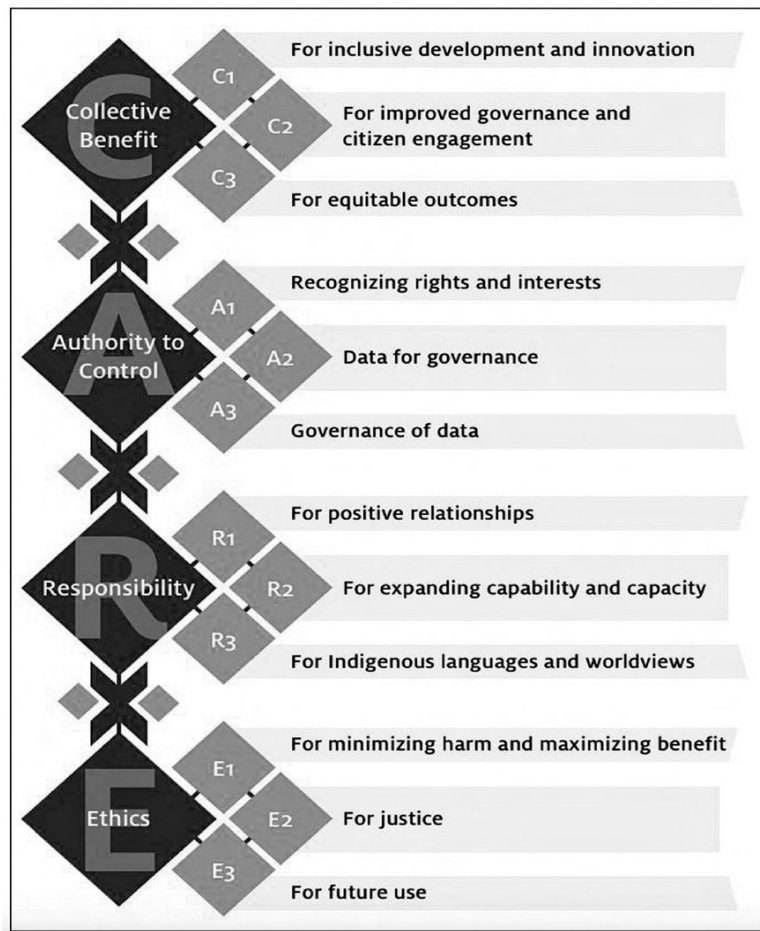 C
Collective
Benefit
C1
For inclusive development and innovation
C2
For improved governance and
citizen engagement
C3
For equitable outcomes
A
Authority to
Control
A1
Recognizing rights and interests
A2
Data for governance
A3
Governance of data
R
Responsibility
R1
For positive relationships
R2
For expanding capability and capacity
R3
For Indigenous languages and worldviews
E
Ethics
E1
For minimizing harm and maximizing benefit
E2
For justice
E3
For future use